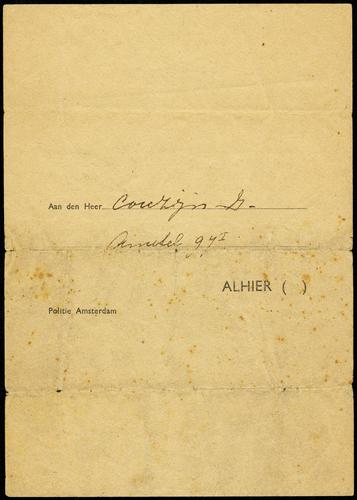 Aan den Heer Couzijn G.
Amstel 94 I
ALHIER ( )
Politie Amsterdam